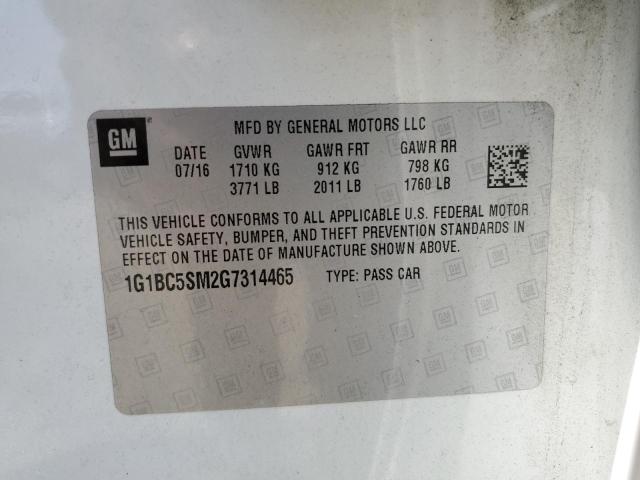 GM
MFD BY GENERAL MOTORS LLC
DATE GVWR GAWR FRT GAWR RR
07/16 1710 KG 912 KG 798 KG
3771 LB 2011 LB 1760 LB
THIS VEHICLE CONFORMS TO ALL APPLICABLE U.S. FEDERAL MOTOR
VEHICLE SAFETY, BUMPER, AND THEFT PREVENTION STANDARDS IN
EFFECT ON THE DATE OF MANUFACTURE SHOWN ABOVE.
1G1BC5SM2G7314465 TYPE: PASS CAR